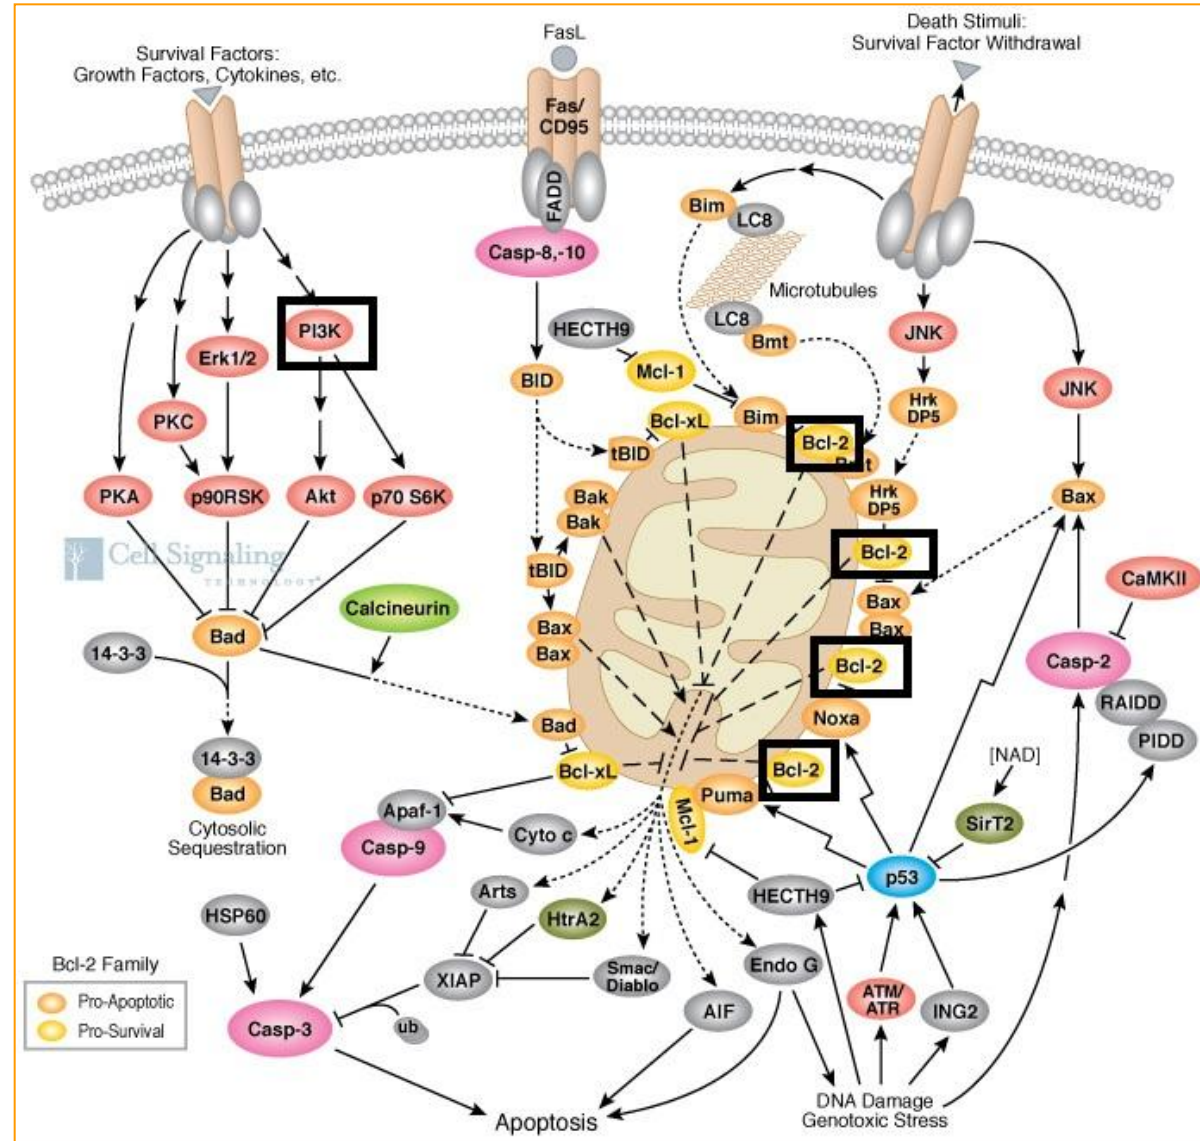 Survival Factors:
Growth Factors, Cytokines, etc.
FasL
Death Stimuli:
Survival Factor Withdrawal
Fas/
CD95
FADD
Casp-8,-10
Bim
LC8
Microtubules
LC8
Bmt
HECTH9
Mcl-1
JNK
JNK
PI3K
Erk1/2
PKC
BID
Hrk
DP5
Bcl-xL
Bim
Bcl-2
tBID
PKA
p90RSK
Akt
p70 S6K
Bak
Bak
Hrk
DP5
Bax
Cell Signaling
TECHNOLOGY®
Bcl-2
tBID
CaMKII
Calcineurin
Bax
Bax
Bax
Bax
14-3-3
Bad
Bcl-2
Casp-2
RAIDD
PIDD
Bad
Noxa
[NAD]
14-3-3
Bad
Cytosolic
Sequestration
Bcl-xL
Bcl-2
Puma
Mcl-1
Apaf-1
Cyto c
Casp-9
SirT2
p53
HECTH9
Arts
HtrA2
HSP60
XIAP
Smac/
Diablo
Endo G
AIF
ATM/
ATR
ING2
Bcl-2 Family
Pro-Apoptotic
Pro-Survival
Casp-3
ub
DNA Damage
Genotoxic Stress
Apoptosis